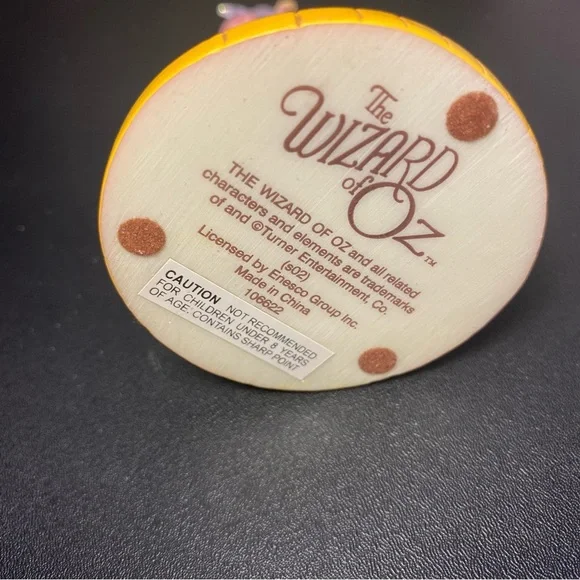 The
WIZARD
of OZ™
THE WIZARD OF OZ and all related
characters and elements are trademarks
of and ©Turner Entertainment, Co.
(s02)
Licensed by Enesco Group Inc.
Made in China
106622
CAUTION NOT RECOMMENDED
FOR CHILDREN UNDER 8 YEARS
OF AGE. CONTAINS SHARP POINT